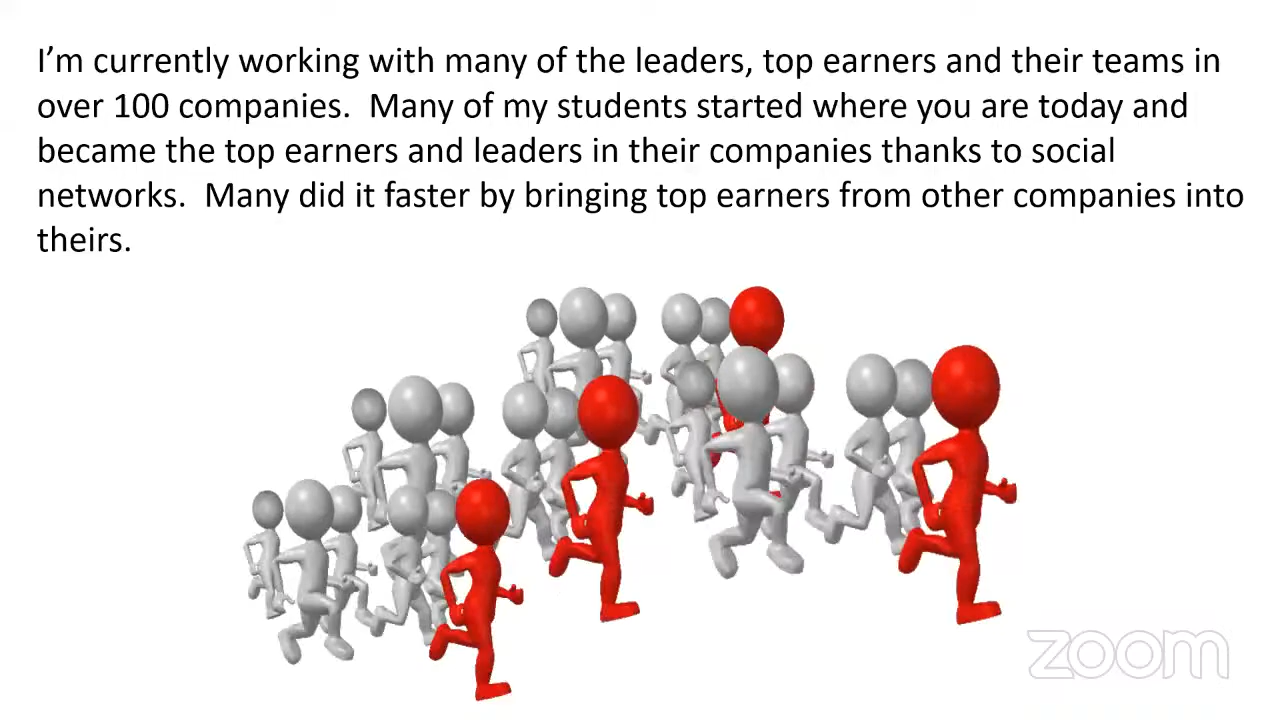 I'm currently working with many of the leaders, top earners and their teams in
over 100 companies.  Many of my students started where you are today and
became the top earners and leaders in their companies thanks to social
networks.  Many did it faster by bringing top earners from other companies into
theirs.
zoom